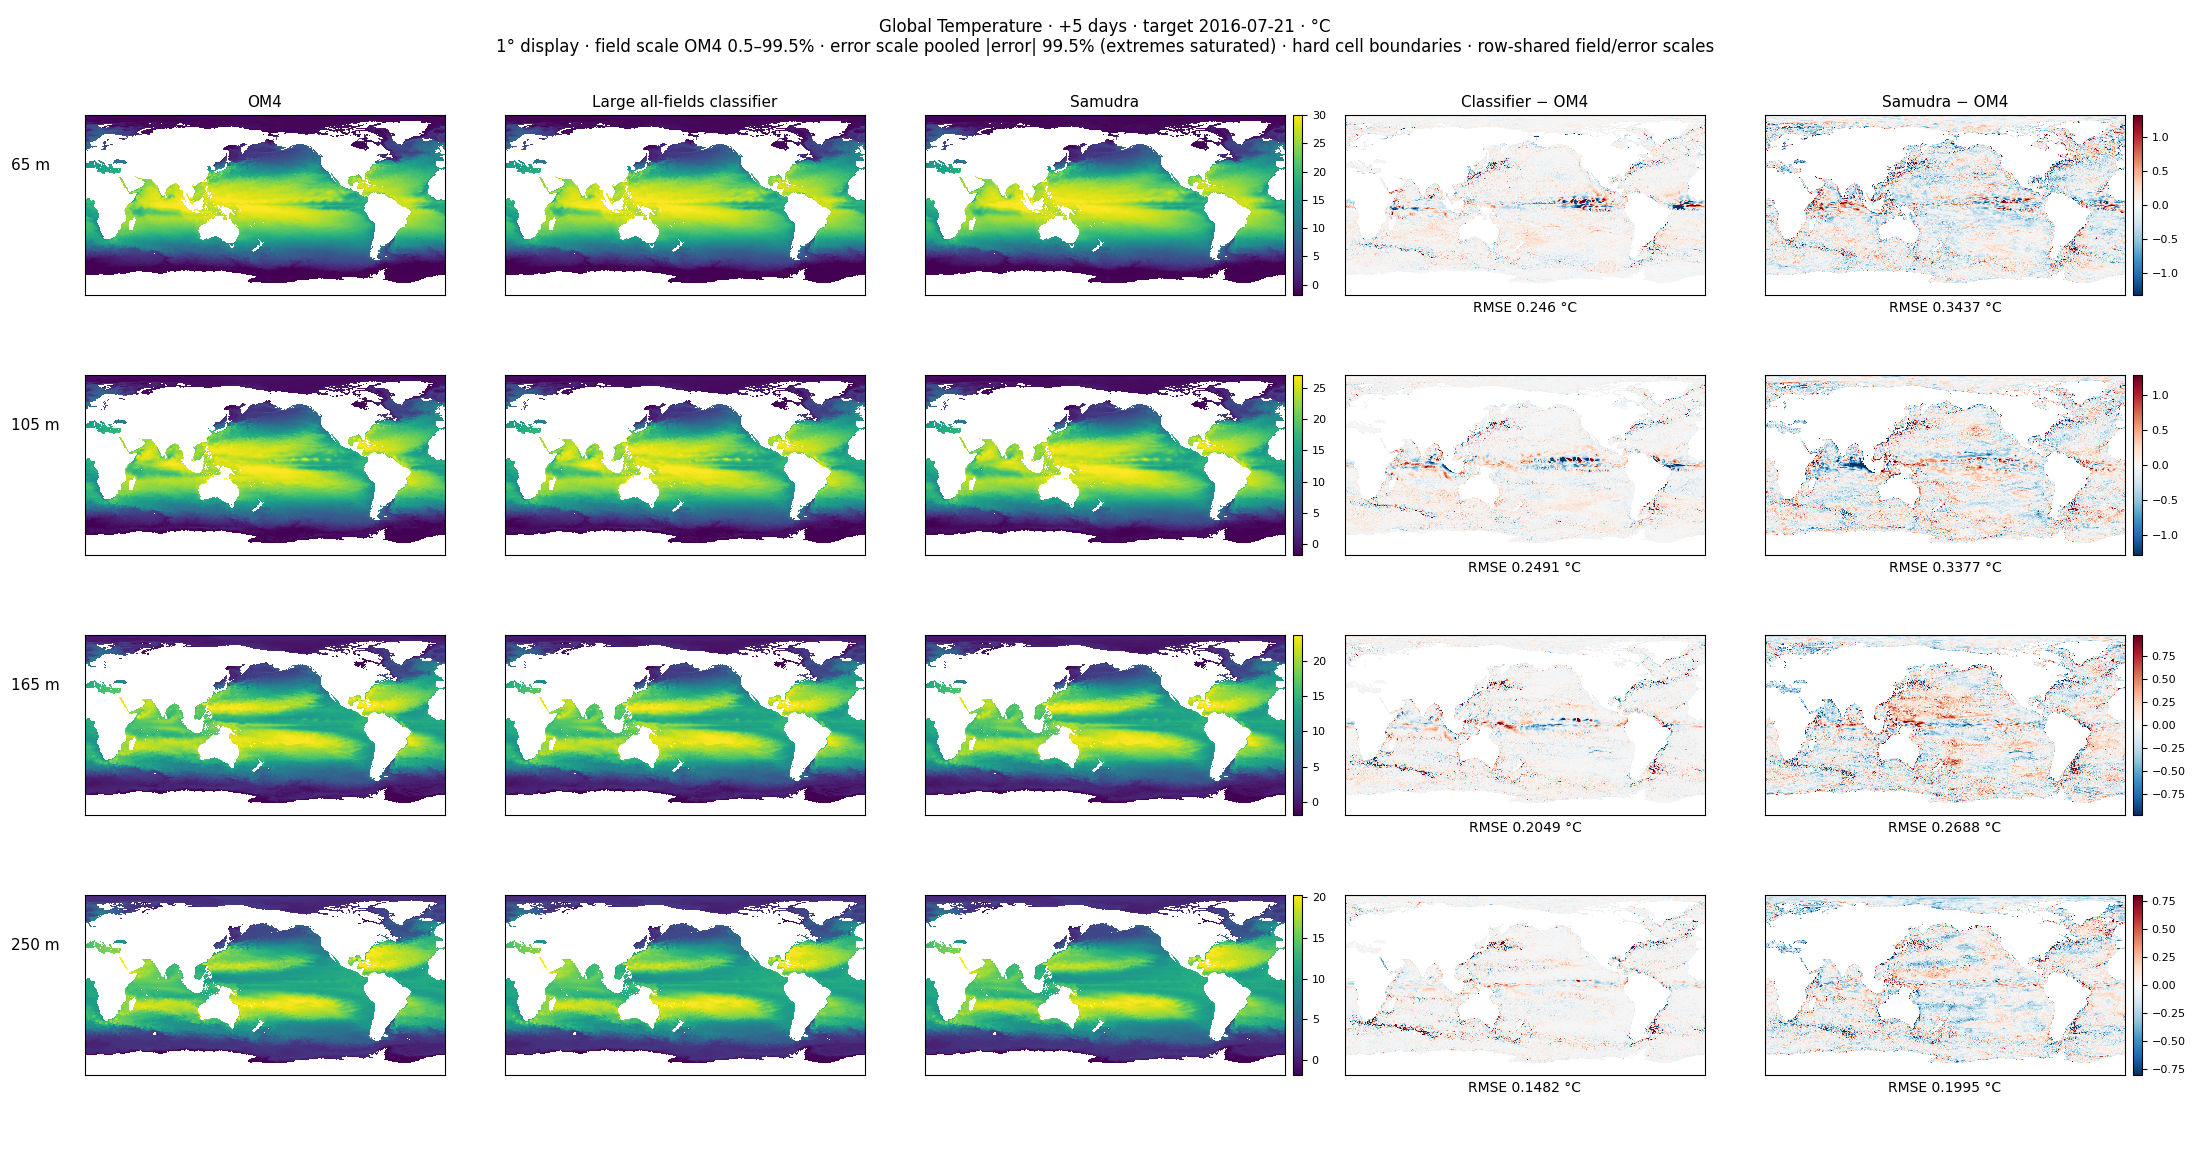 Global Temperature · +5 days · target 2016-07-21 · °C
1° display · field scale OM4 0.5–99.5% · error scale pooled |error| 99.5% (extremes saturated) · hard cell boundaries · row-shared field/error scales
OM4
Large all-fields classifier
Samudra
Classifier − OM4
Samudra − OM4
65 m
30
25
20
15
10
5
0
1.0
0.5
0.0
−0.5
−1.0
RMSE 0.246 °C
RMSE 0.3437 °C
105 m
25
20
15
10
5
0
1.0
0.5
0.0
−0.5
−1.0
RMSE 0.2491 °C
RMSE 0.3377 °C
165 m
20
15
10
5
0
0.75
0.50
0.25
0.00
−0.25
−0.50
−0.75
RMSE 0.2049 °C
RMSE 0.2688 °C
250 m
20
15
10
5
0
0.75
0.50
0.25
0.00
−0.25
−0.50
−0.75
RMSE 0.1482 °C
RMSE 0.1995 °C